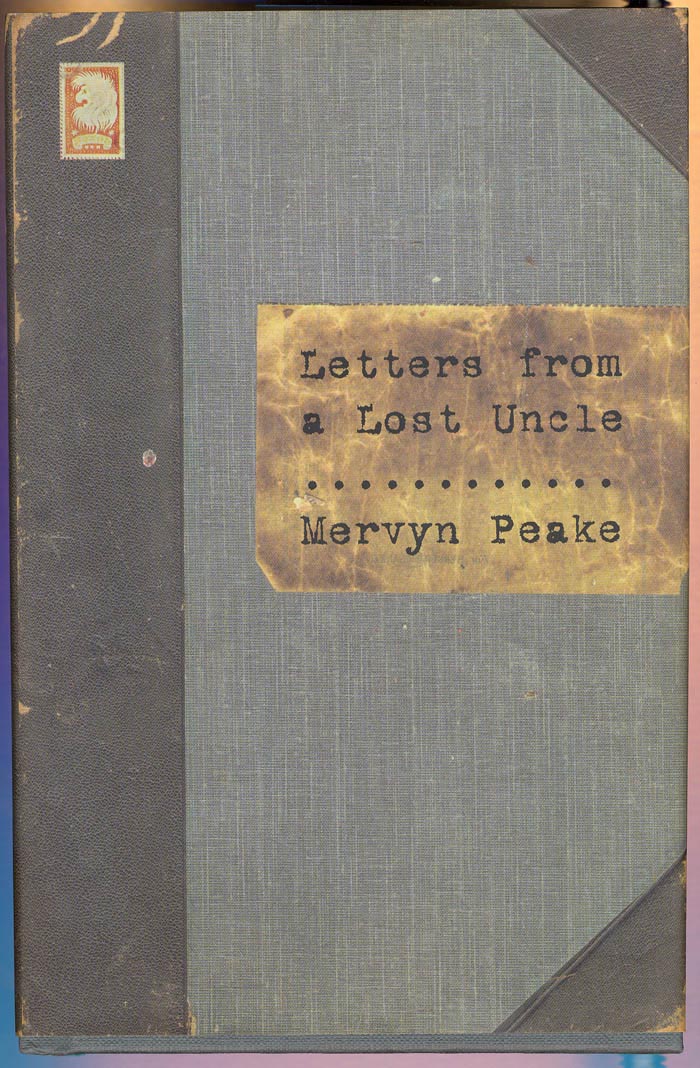 Letters from
a Lost Uncle
............
Mervyn Peake